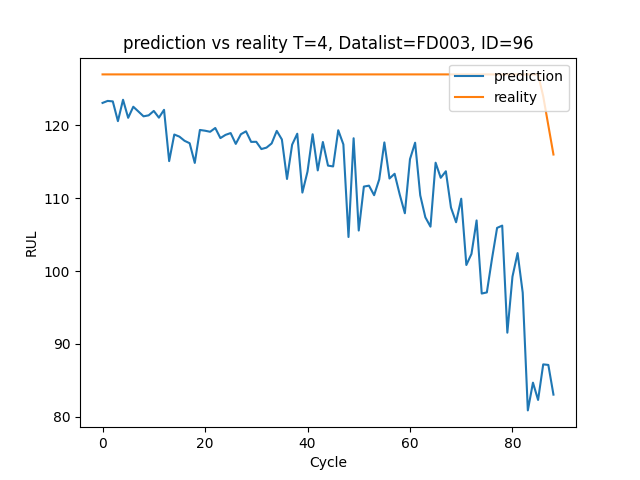 prediction vs reality T=4, Datalist=FD003, ID=96
prediction
reality
120
110
100
90
80
RUL
0 20 40 60 80
Cycle